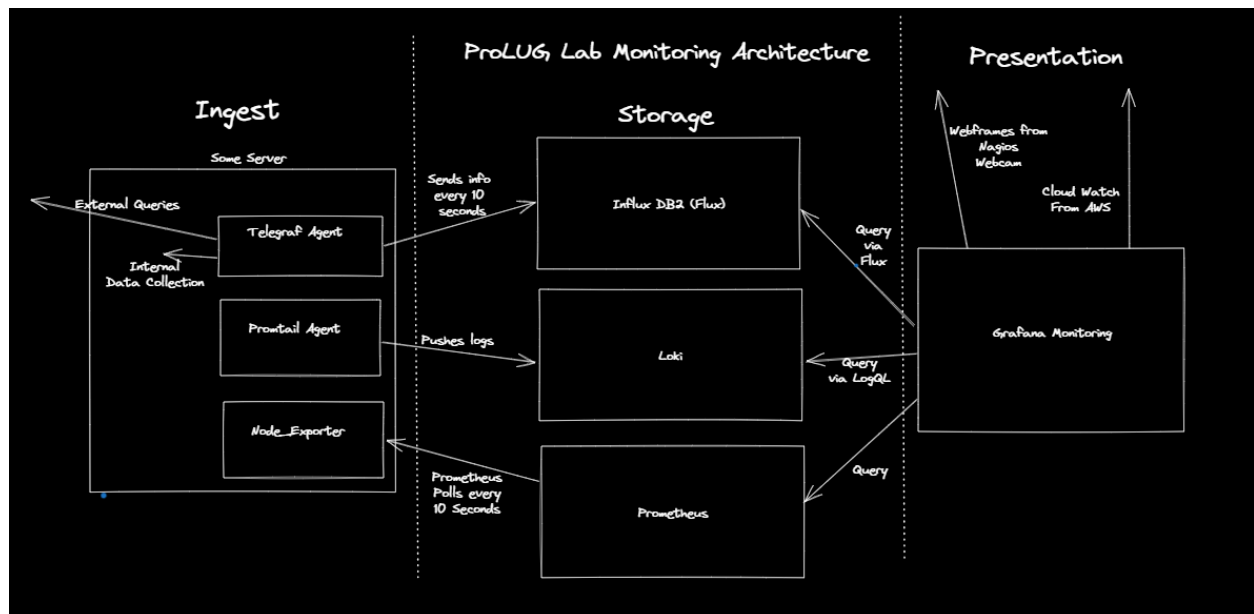 ProLUG Lab Monitoring Architecture
Presentation
Ingest
Storage
Some Server
External Queries
Telegraf Agent
Internal
Data Collection
Promtail Agent
Node_Exporter
Sends info
every 10
seconds
Pushes logs
Prometheus
Polls every
10 Seconds
Influx DB2 (Flux)
Loki
Prometheus
Query
via
Flux
Query
via LogQL
Query
Webframes from
Nagios
Webcam
Cloud Watch
From AWS
Grafana Monitoring